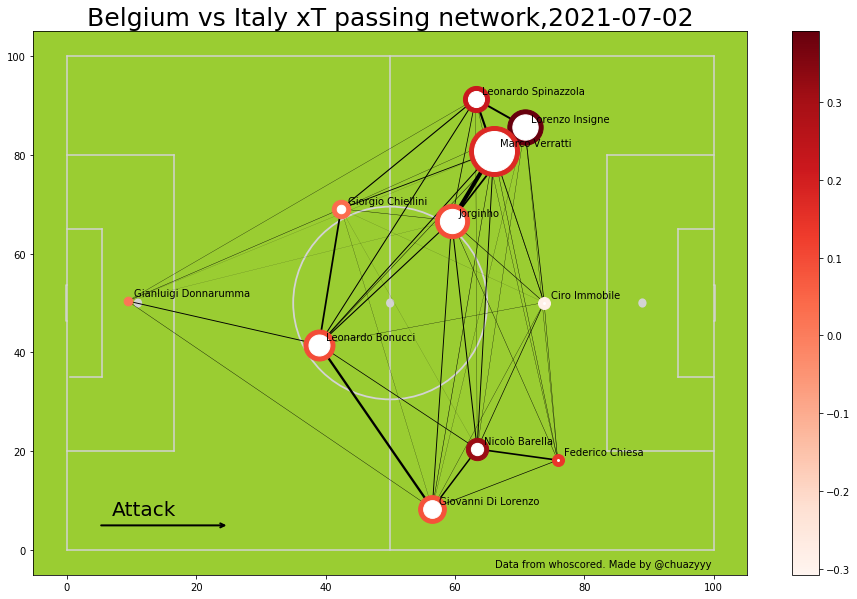 Belgium vs Italy xT passing network,2021-07-02
100
80
60
40
20
0
Leonardo Spinazzola
Lorenzo Insigne
Marco Verratti
Giorgio Chiellini
Jorginho
Gianluigi Donnarumma
Ciro Immobile
Leonardo Bonucci
Nicolò Barella
Federico Chiesa
Giovanni Di Lorenzo
Attack
Data from whoscored. Made by @chuazyyy
0 20 40 60 80 100
0.3
0.2
0.1
0.0
−0.1
−0.2
−0.3